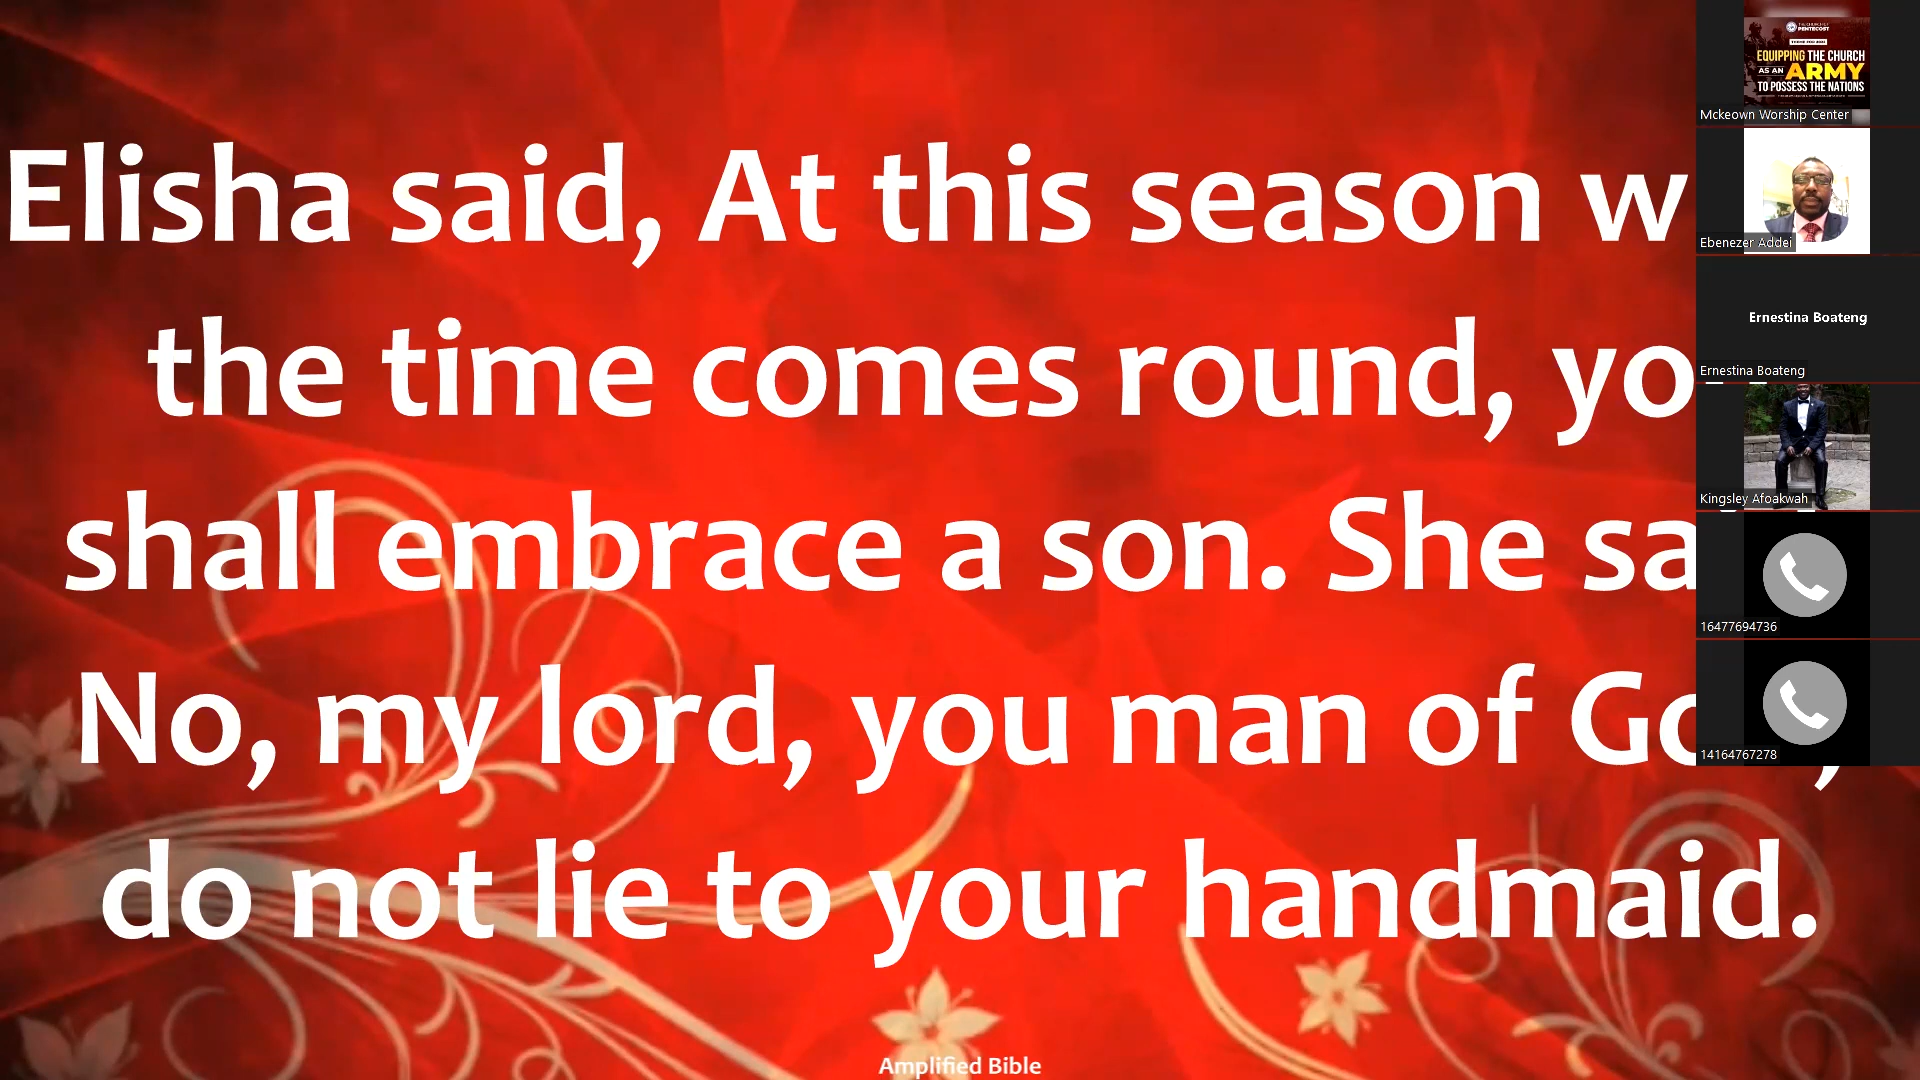 Elisha said, At this season w
the time comes round, yo
shall embrace a son. She sa
No, my lord, you man of Go ,
do not lie to your handmaid.
Amplified Bible
PENTECOST
EQUIPPING THE CHURCH
AS AN ARMY
TO POSSESS THE NATIONS
Mckeown Worship Center
Ebenezer Addei
Ernestina Boateng
Ernestina Boateng
Kingsley Afoakwah
16477694736
14164767278